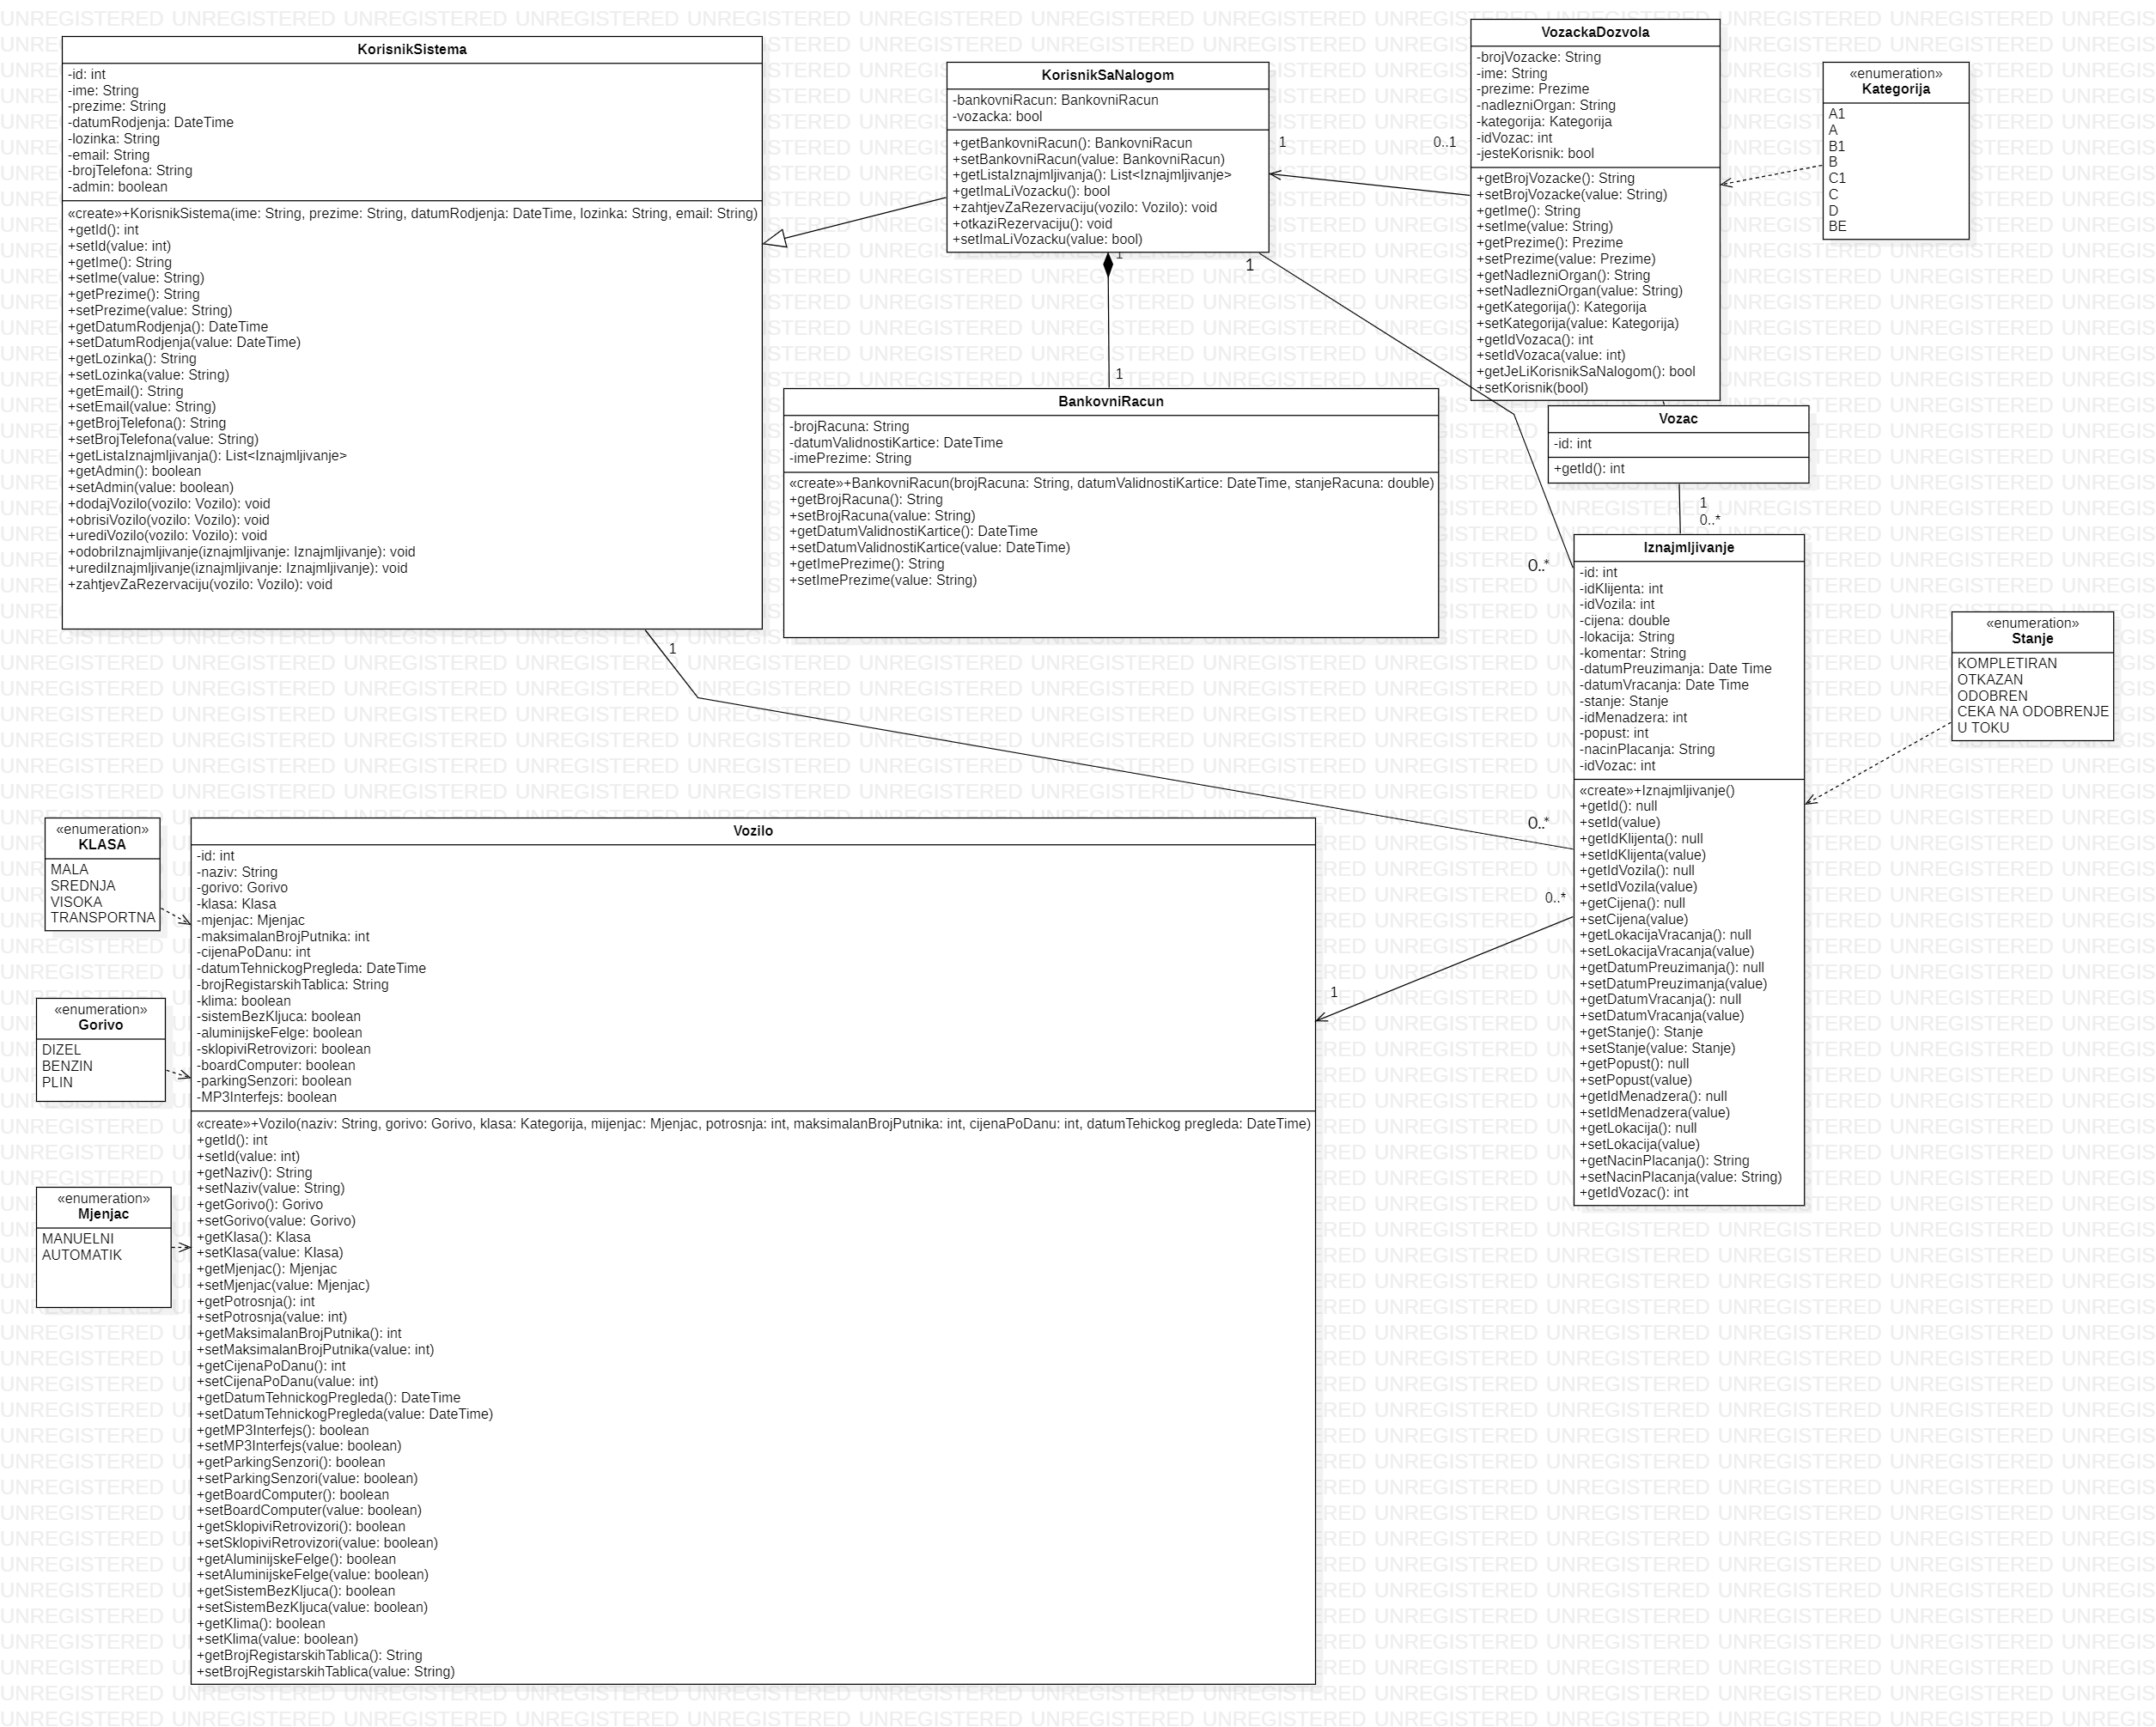 KorisnikSistema
-id: int
-ime: String
-prezime: String
-datumRodjenja: DateTime
-lozinka: String
-email: String
-brojTelefona: String
-admin: boolean
«create»+KorisnikSistema(ime: String, prezime: String, datumRodjenja: DateTime, lozinka: String, email: String)
+getId(): int
+setId(value: int)
+getIme(): String
+setIme(value: String)
+getPrezime(): String
+setPrezime(value: String)
+getDatumRodjenja(): DateTime
+setDatumRodjenja(value: DateTime)
+getLozinka(): String
+setLozinka(value: String)
+getEmail(): String
+setEmail(value: String)
+getBrojTelefona(): String
+setBrojTelefona(value: String)
+getListaIznajmljivanja(): List<Iznajmljivanje>
+getAdmin(): boolean
+setAdmin(value: boolean)
+dodajVozilo(vozilo: Vozilo): void
+obrisiVozilo(vozilo: Vozilo): void
+urediVozilo(vozilo: Vozilo): void
+odobriIznajmljivanje(iznajmljivanje: Iznajmljivanje): void
+urediIznajmljivanje(iznajmljivanje: Iznajmljivanje): void
+zahtjevZaRezervaciju(vozilo: Vozilo): void
KorisnikSaNalogom
-bankovniRacun: BankovniRacun
-vozacka: bool
+getBankovniRacun(): BankovniRacun
+setBankovniRacun(value: BankovniRacun)
+getListaIznajmljivanja(): List<Iznajmljivanje>
+getImaLiVozacku(): bool
+zahtjevZaRezervaciju(vozilo: Vozilo): void
+otkaziRezervaciju(): void
+setImaLiVozacku(value: bool)
1
0..1
1
1
1
VozackaDozvola
-brojVozacke: String
-ime: String
-prezime: Prezime
-nadlezniOrgan: String
-kategorija: Kategorija
-idVozac: int
-jesteKorisnik: bool
+getBrojVozacke(): String
+setBrojVozacke(value: String)
+getIme(): String
+setIme(value: String)
+getPrezime(): Prezime
+setPrezime(value: Prezime)
+getNadlezniOrgan(): String
+setNadlezniOrgan(value: String)
+getKategorija(): Kategorija
+setKategorija(value: Kategorija)
+getIdVozaca(): int
+setIdVozaca(value: int)
+getJeLiKorisnikSaNalogom(): bool
+setKorisnik(bool)
«enumeration»
Kategorija
A1
A
B1
B
C1
C
D
BE
BankovniRacun
-brojRacuna: String
-datumValidnostiKartice: DateTime
-imePrezime: String
«create»+BankovniRacun(brojRacuna: String, datumValidnostiKartice: DateTime, stanjeRacuna: double)
+getBrojRacuna(): String
+setBrojRacuna(value: String)
+getDatumValidnostiKartice(): DateTime
+setDatumValidnostiKartice(value: DateTime)
+getImePrezime(): String
+setImePrezime(value: String)
Vozac
-id: int
+getId(): int
1
0..*
0..*
1
0..*
0..*
1
Iznajmljivanje
-id: int
-idKlijenta: int
-idVozila: int
-cijena: double
-lokacija: String
-komentar: String
-datumPreuzimanja: Date Time
-datumVracanja: Date Time
-stanje: Stanje
-idMenadzera: int
-popust: int
-nacinPlacanja: String
-idVozac: int
«create»+Iznajmljivanje()
+getId(): null
+setId(value)
+getIdKlijenta(): null
+setIdKlijenta(value)
+getIdVozila(): null
+setIdVozila(value)
+getCijena(): null
+setCijena(value)
+getLokacijaVracanja(): null
+setLokacijaVracanja(value)
+getDatumPreuzimanja(): null
+setDatumPreuzimanja(value)
+getDatumVracanja(): null
+setDatumVracanja(value)
+getStanje(): Stanje
+setStanje(value: Stanje)
+getPopust(): null
+setPopust(value)
+getIdMenadzera(): null
+setIdMenadzera(value)
+getLokacija(): null
+setLokacija(value)
+getNacinPlacanja(): String
+setNacinPlacanja(value: String)
+getIdVozac(): int
«enumeration»
Stanje
KOMPLETIRAN
OTKAZAN
ODOBREN
CEKA NA ODOBRENJE
U TOKU
«enumeration»
KLASA
MALA
SREDNJA
VISOKA
TRANSPORTNA
«enumeration»
Gorivo
DIZEL
BENZIN
PLIN
«enumeration»
Mjenjac
MANUELNI
AUTOMATIK
Vozilo
-id: int
-naziv: String
-gorivo: Gorivo
-klasa: Klasa
-mjenjac: Mjenjac
-maksimalanBrojPutnika: int
-cijenaPoDanu: int
-datumTehnickogPregleda: DateTime
-brojRegistarskihTablica: String
-klima: boolean
-sistemBezKljuca: boolean
-aluminijskeFelge: boolean
-sklopiviRetrovizori: boolean
-boardComputer: boolean
-parkingSenzori: boolean
-MP3Interfejs: boolean
«create»+Vozilo(naziv: String, gorivo: Gorivo, klasa: Kategorija, mijenjac: Mjenjac, potrosnja: int, maksimalanBrojPutnika: int, cijenaPoDanu: int, datumTehickog pregleda: DateTime)
+getId(): int
+setId(value: int)
+getNaziv(): String
+setNaziv(value: String)
+getGorivo(): Gorivo
+setGorivo(value: Gorivo)
+getKlasa(): Klasa
+setKlasa(value: Klasa)
+getMjenjac(): Mjenjac
+setMjenjac(value: Mjenjac)
+getPotrosnja(): int
+setPotrosnja(value: int)
+getMaksimalanBrojPutnika(): int
+setMaksimalanBrojPutnika(value: int)
+getCijenaPoDanu(): int
+setCijenaPoDanu(value: int)
+getDatumTehnickogPregleda(): DateTime
+setDatumTehnickogPregleda(value: DateTime)
+getMP3Interfejs(): boolean
+setMP3Interfejs(value: boolean)
+getParkingSenzori(): boolean
+setParkingSenzori(value: boolean)
+getBoardComputer(): boolean
+setBoardComputer(value: boolean)
+getSklopiviRetrovizori(): boolean
+setSklopiviRetrovizori(value: boolean)
+getAluminijskeFelge(): boolean
+setAluminijskeFelge(value: boolean)
+getSistemBezKljuca(): boolean
+setSistemBezKljuca(value: boolean)
+getKlima(): boolean
+setKlima(value: boolean)
+getBrojRegistarskihTablica(): String
+setBrojRegistarskihTablica(value: String)
UNREGISTERED